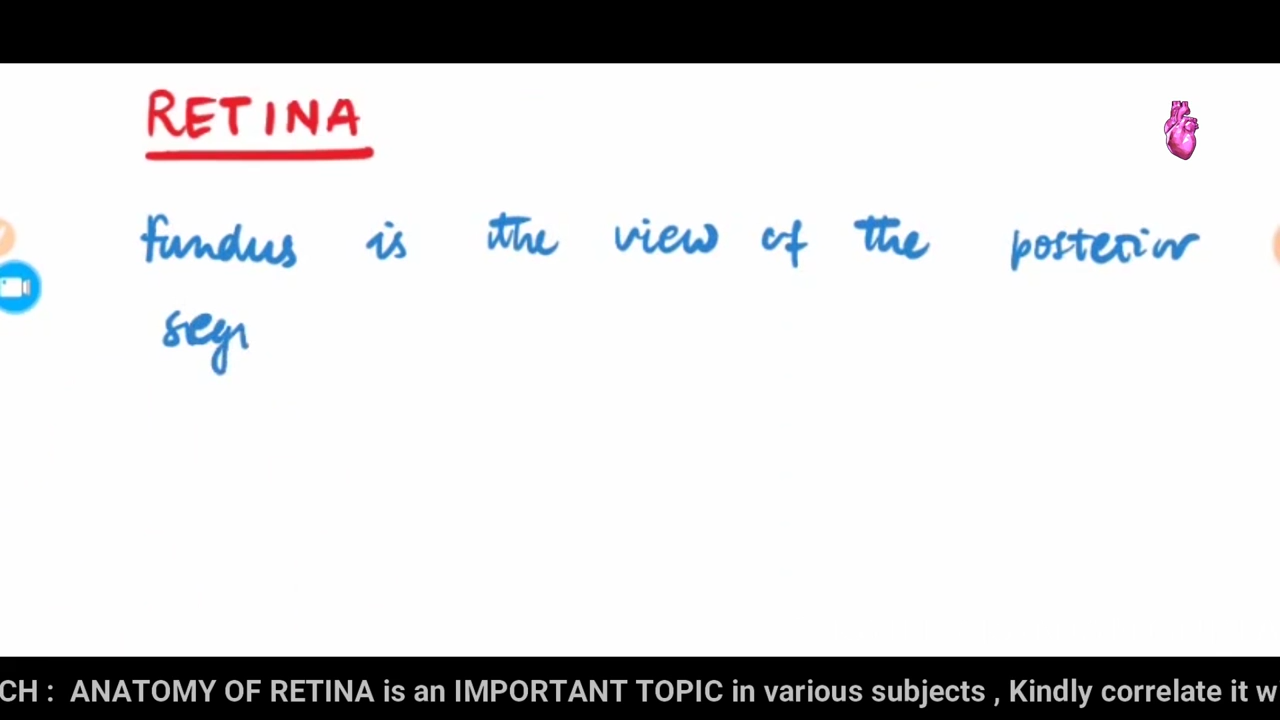 RETINA
fundus is the view of the posterior
seg
CH : ANATOMY OF RETINA is an IMPORTANT TOPIC in various subjects , Kindly correlate it w